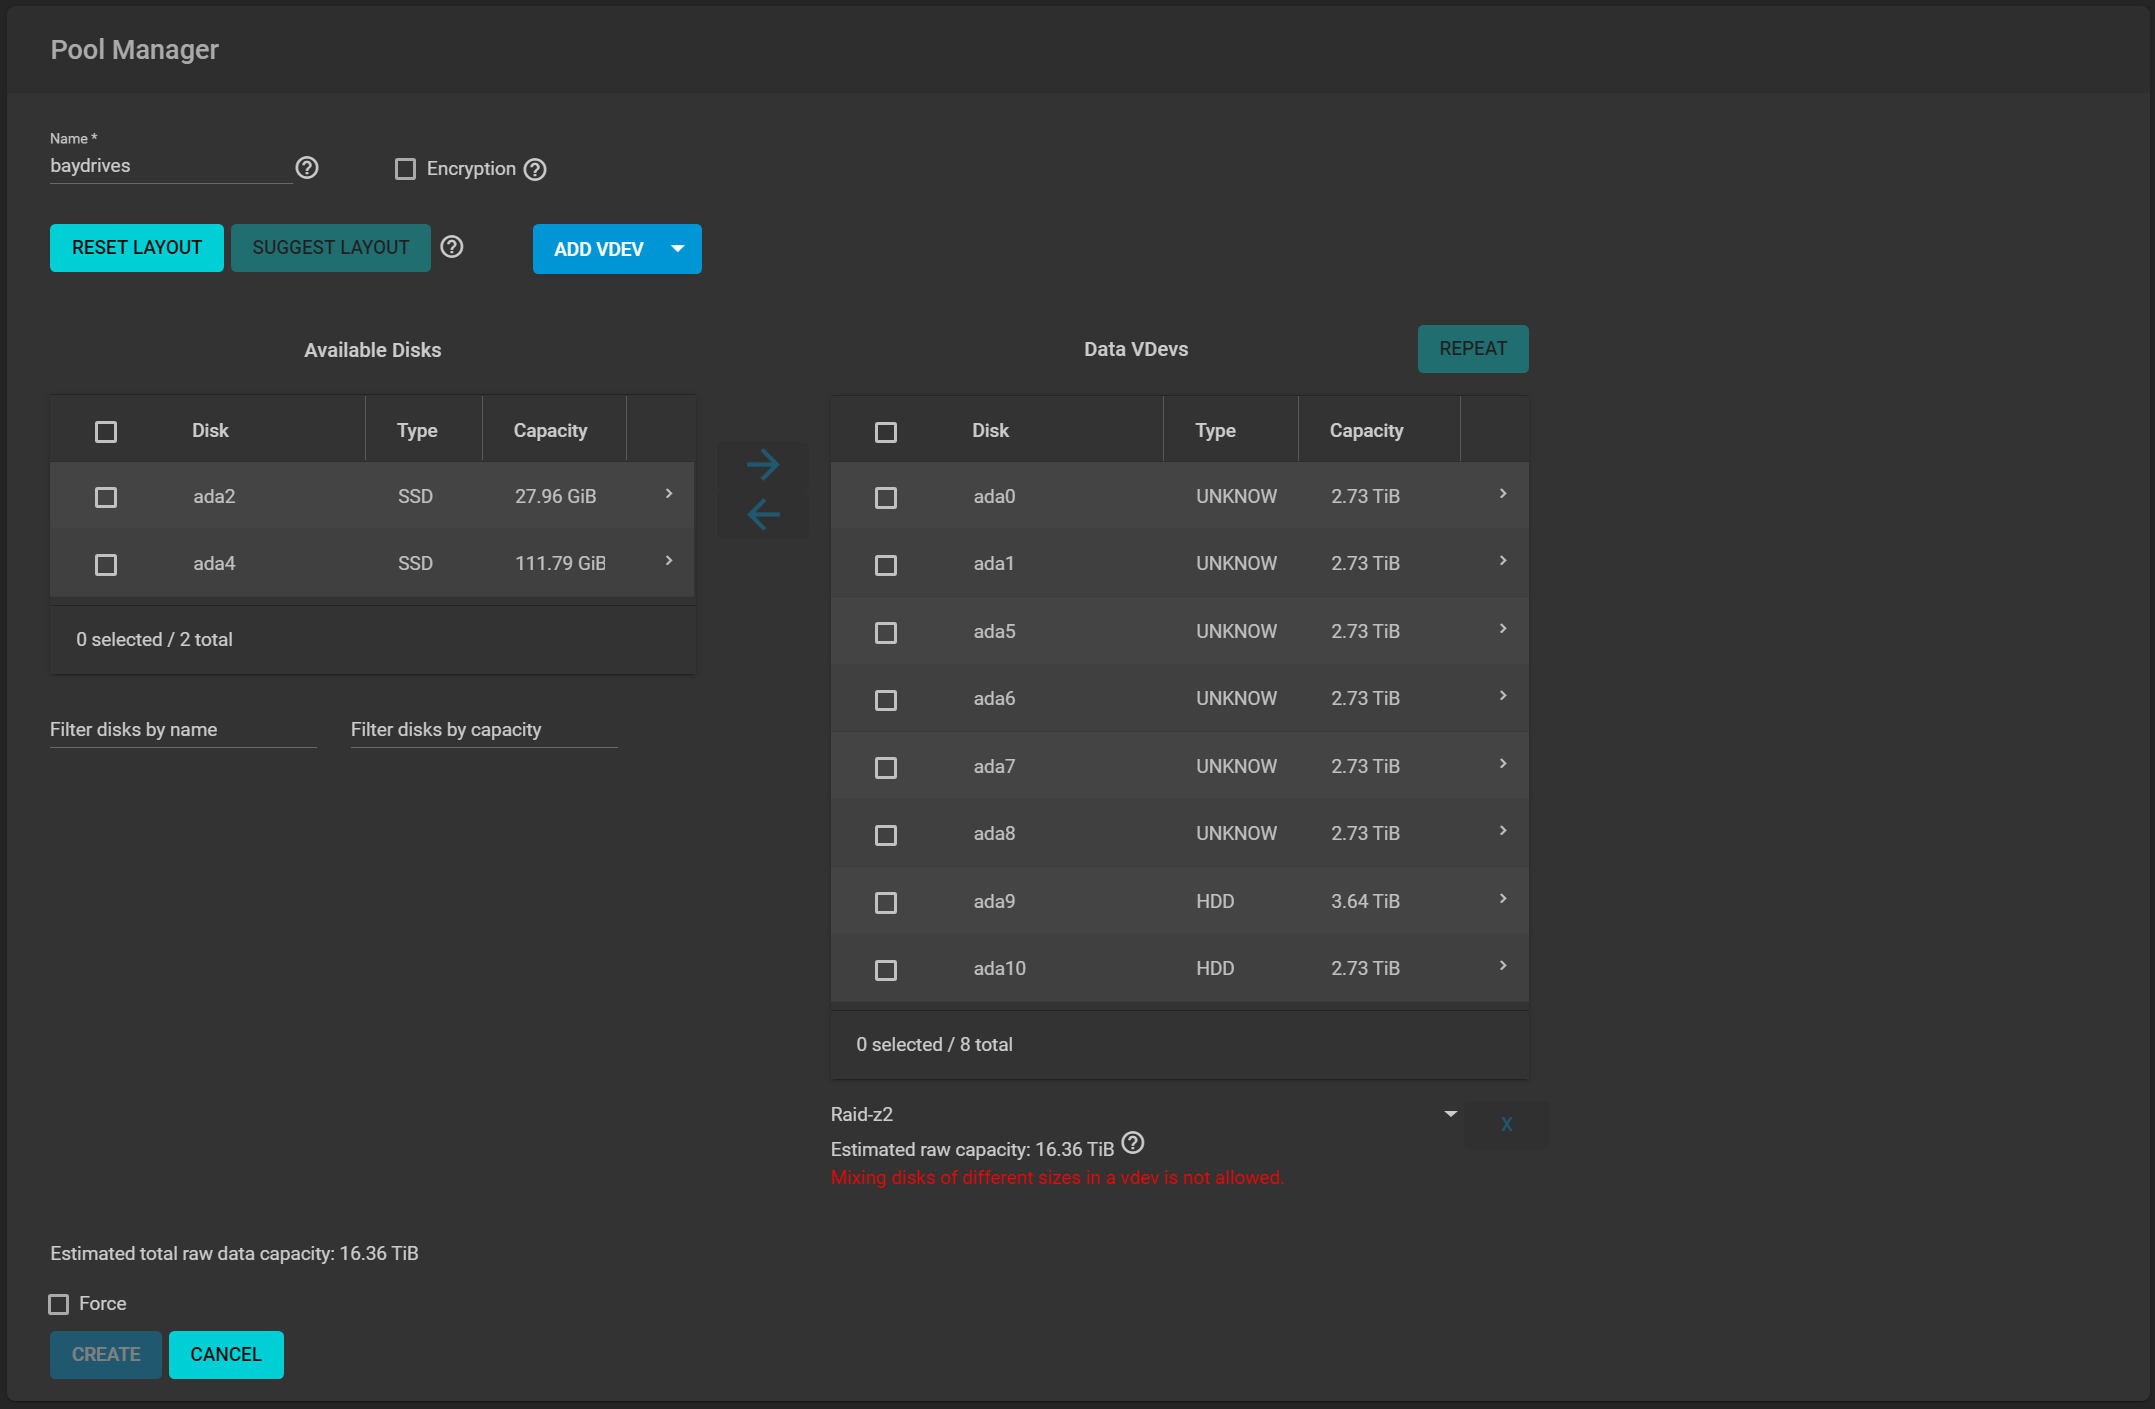 Pool Manager
Name *
baydrives
Encryption
RESET LAYOUT SUGGEST LAYOUT ADD VDEV
Available Disks
Disk Type Capacity
ada2 SSD 27.96 GiB
ada4 SSD 111.79 GiB
0 selected / 2 total
Filter disks by name Filter disks by capacity
Data VDevs REPEAT
Disk Type Capacity
ada0 UNKNOW 2.73 TiB
ada1 UNKNOW 2.73 TiB
ada5 UNKNOW 2.73 TiB
ada6 UNKNOW 2.73 TiB
ada7 UNKNOW 2.73 TiB
ada8 UNKNOW 2.73 TiB
ada9 HDD 3.64 TiB
ada10 HDD 2.73 TiB
0 selected / 8 total
Raid-z2 X
Estimated raw capacity: 16.36 TiB
Mixing disks of different sizes in a vdev is not allowed.
Estimated total raw data capacity: 16.36 TiB
Force
CREATE CANCEL